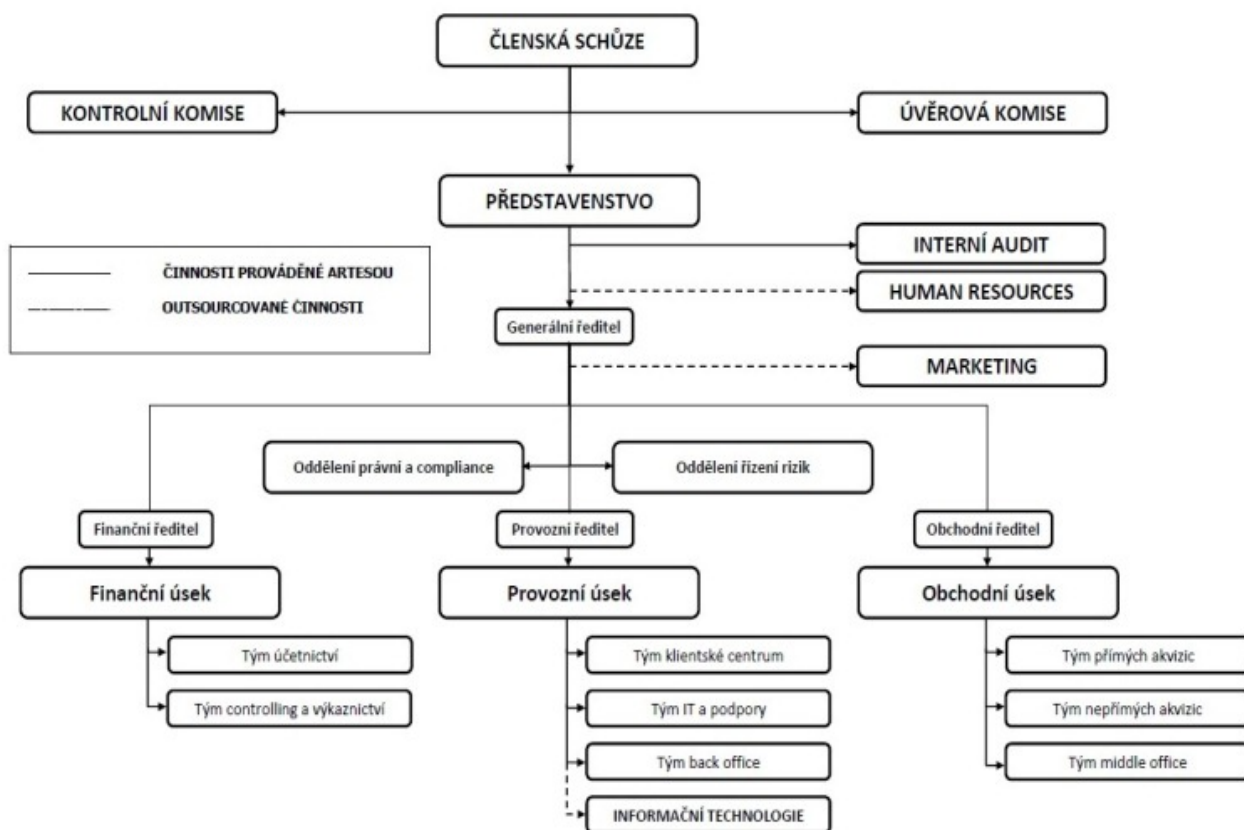 ČLENSKÁ SCHŮZE
KONTROLNÍ KOMISE
ÚVĚROVÁ KOMISE
PŘEDSTAVENSTVO
INTERNÍ AUDIT
ČINNOSTI PROVÁDĚNÉ ARTESOU
OUTSOURCOVANÉ ČINNOSTI
HUMAN RESOURCES
Generální ředitel
MARKETING
Oddělení právní a compliance
Oddělení řízení rizik
Finanční ředitel
Provozní ředitel
Obchodní ředitel
Finanční úsek
Provozní úsek
Obchodní úsek
Tým účetnictví
Tým klientské centrum
Tým přímých akvizic
Tým controlling a výkaznictví
Tým IT a podpory
Tým nepřímých akvizic
Tým back office
Tým middle office
INFORMAČNÍ TECHNOLOGIE